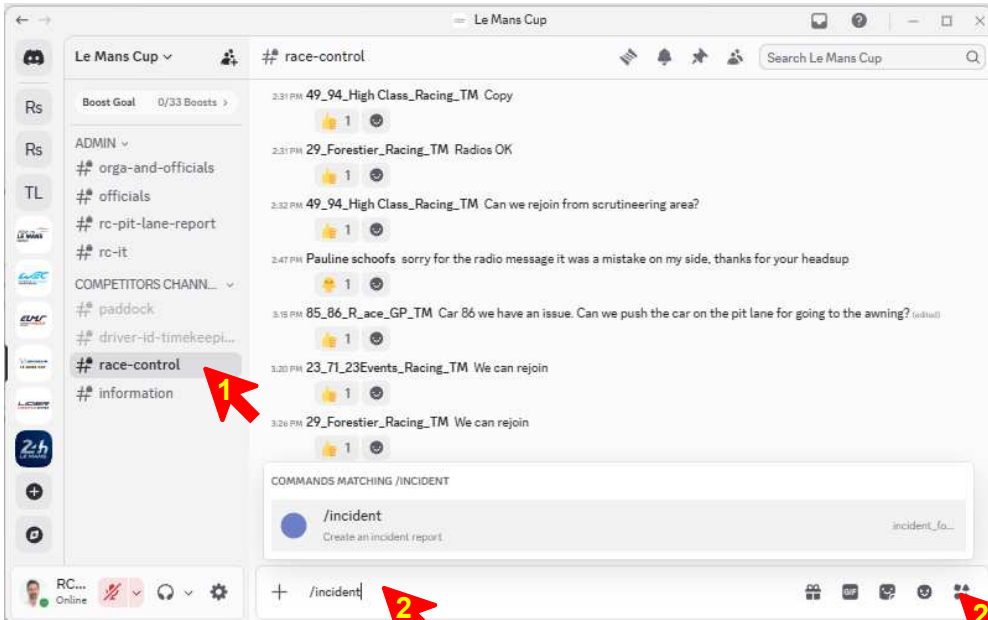 Le Mans Cup
Le Mans Cup
# race-control
Search Le Mans Cup
Boost Goal 0/33 Boosts >
Rs
Rs
TL
ADMIN
orga-and-officials
officials
rc-pit-lane-report
rc-it
COMPETITORS CHANN...
paddock
driver-id-timekeepi...
race-control
information
1
2:31 PM 49_94_High Class_Racing_TM Copy
1
2:31 PM 29_Forestier_Racing_TM Radios OK
1
2:32 PM 49_94_High Class_Racing_TM Can we rejoin from scrutineering area?
1
2:47 PM Pauline schoofs sorry for the radio message it was a mistake on my side, thanks for your headsup
1
3:15 PM 85_86_R_ace_GP_TM Car 86 we have an issue. Can we push the car on the pit lane for going to the awning? (edited)
1
3:20 PM 23_71_23Events_Racing_TM We can rejoin
1
3:26 PM 29_Forestier_Racing_TM We can rejoin
1
COMMANDS MATCHING /INCIDENT
/incident
Create an incident report
incident_fo...
WEC
ELMS
LIGIER
24h
LE MANS
RC...
Online
/incident
2
GIF
2